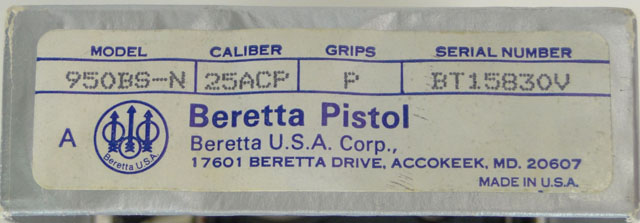 MODEL CALIBER GRIPS SERIAL NUMBER
950BS-N 25ACP P BT15830V
A
Beretta U.S.A.
Beretta Pistol
Beretta U.S.A. Corp.,
17601 BERETTA DRIVE, ACCOKEEK, MD. 20607
MADE IN U.S.A.